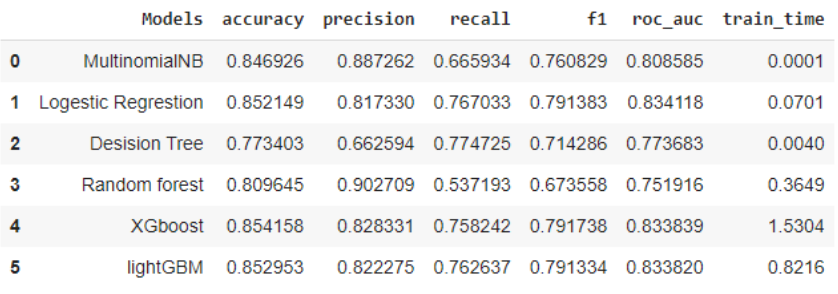 Models accuracy precision recall f1 roc_auc train_time
0 MultinomialNB 0.846926 0.887262 0.665934 0.760829 0.808585 0.0001
1 Logestic Regrestion 0.852149 0.817330 0.767033 0.791383 0.834118 0.0701
2 Desision Tree 0.773403 0.662594 0.774725 0.714286 0.773683 0.0040
3 Random forest 0.809645 0.902709 0.537193 0.673558 0.751916 0.3649
4 XGboost 0.854158 0.828331 0.758242 0.791738 0.833839 1.5304
5 lightGBM 0.852953 0.822275 0.762637 0.791334 0.833820 0.8216